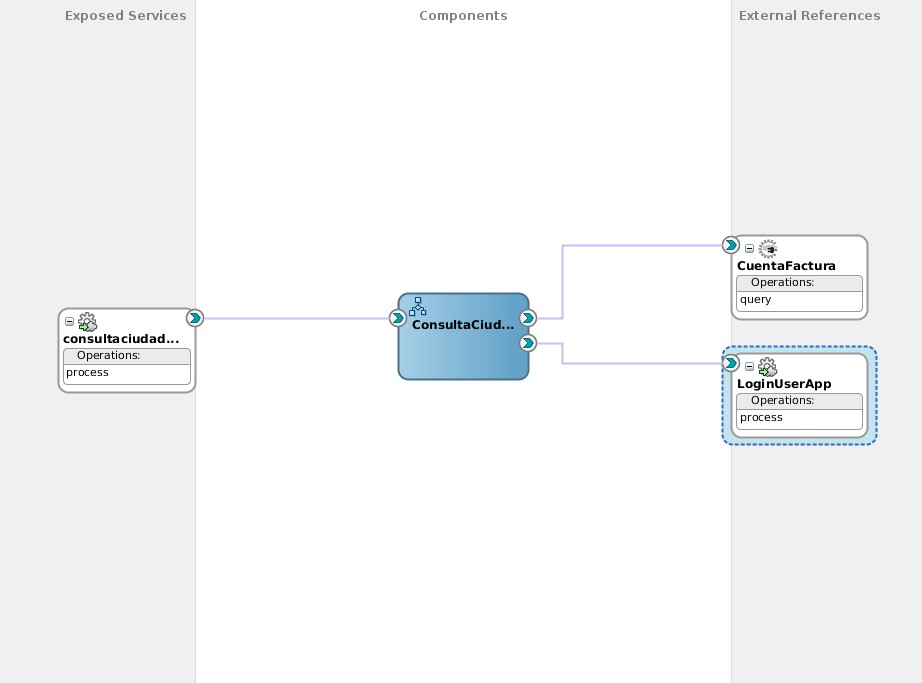 Exposed Services
Components
External References
consultaciudad...
Operations:
process
ConsultaCiud...
CuentaFactura
Operations:
query
LoginUserApp
Operations:
process